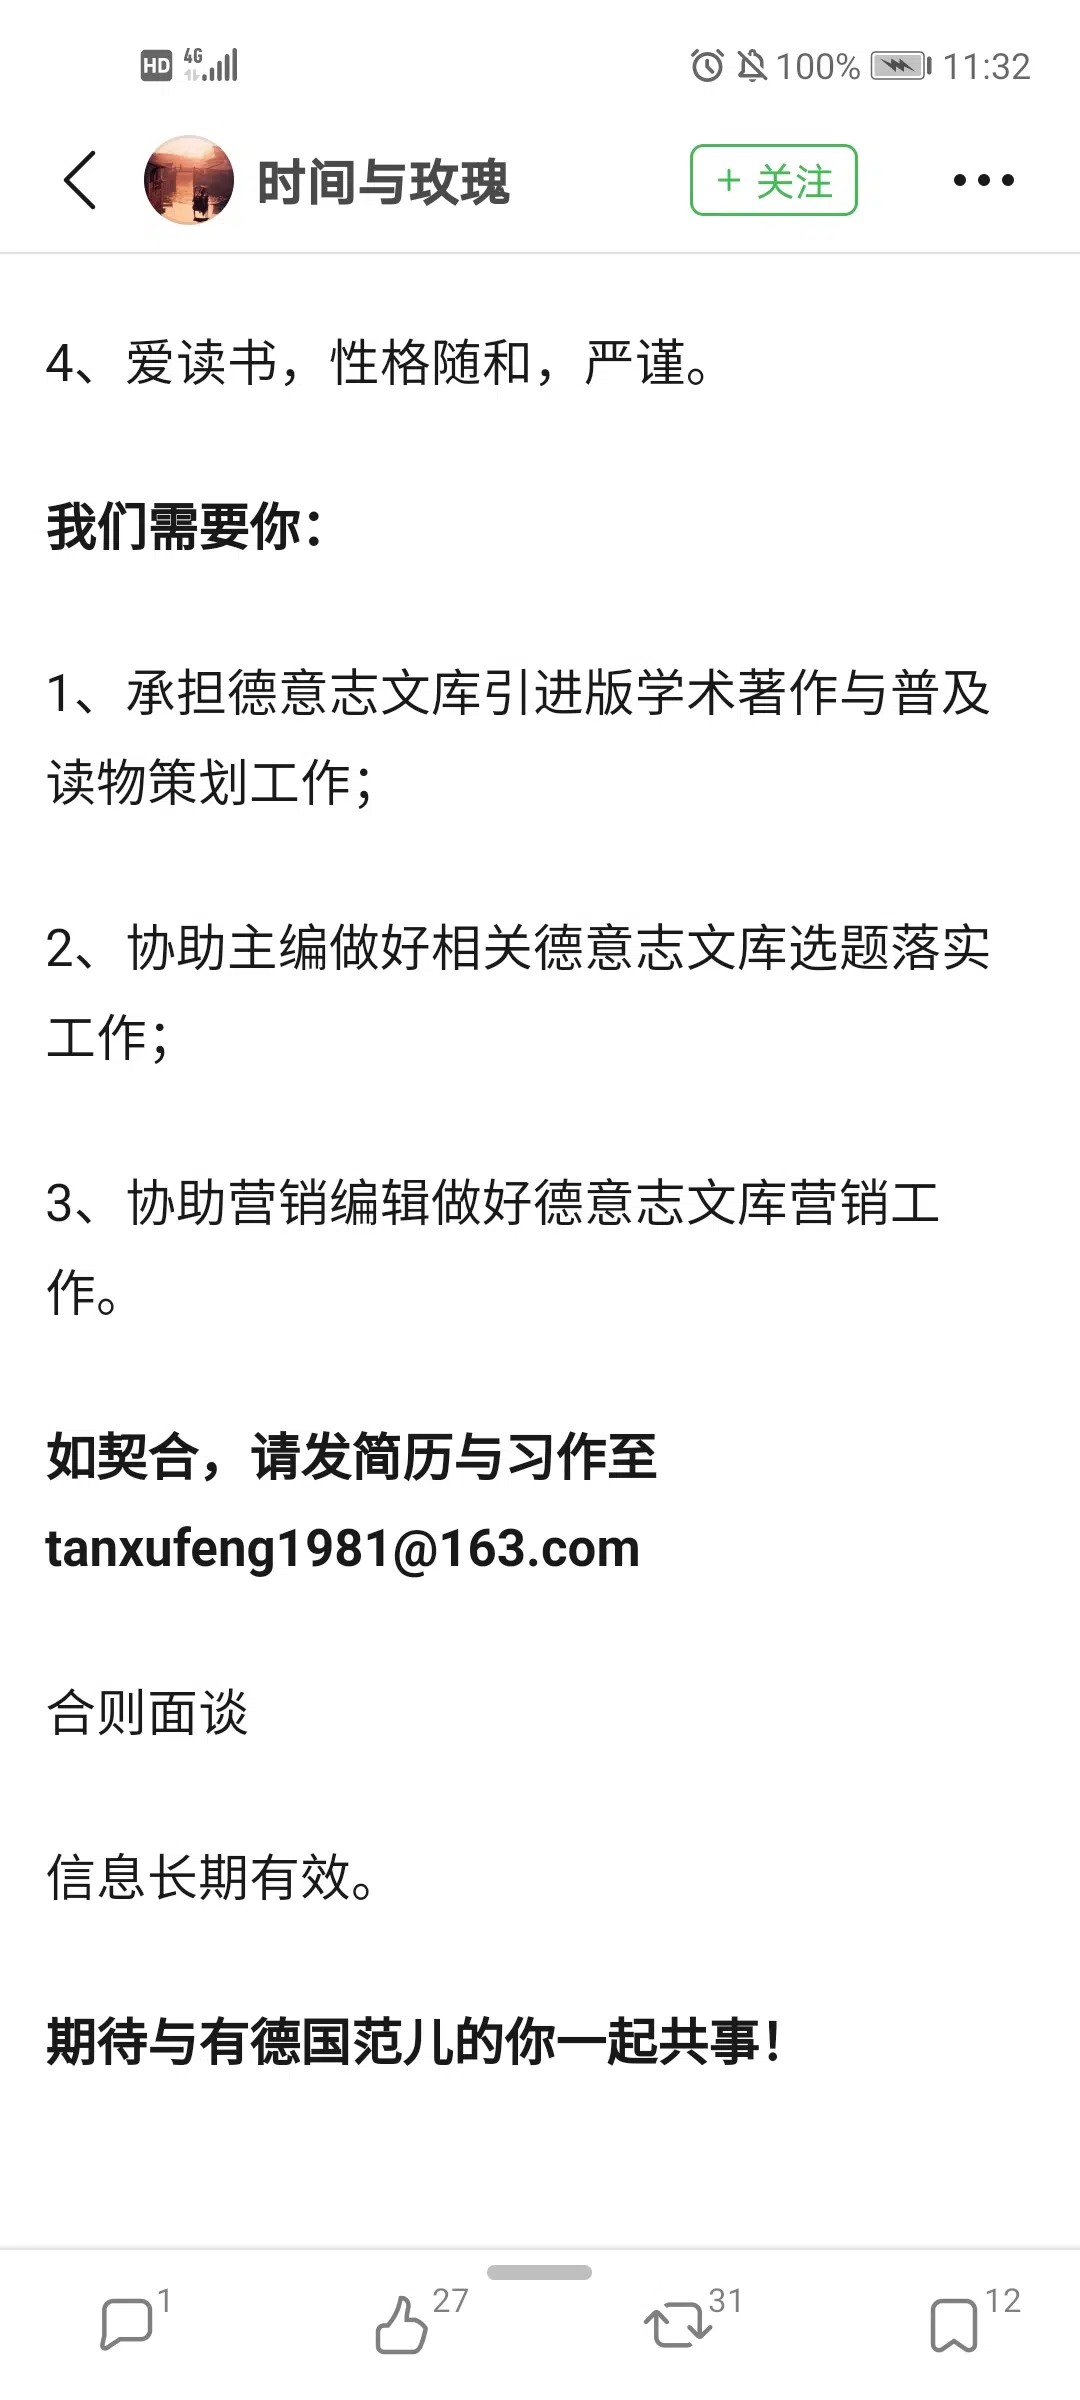 HD 4G 100% 11:32
时间与玫瑰 + 关注
4、爱读书，性格随和，严谨。
我们需要你：
1、承担德意志文库引进版学术著作与普及
读物策划工作；
2、协助主编做好相关德意志文库选题落实
工作；
3、协助营销编辑做好德意志文库营销工
作。
如契合，请发简历与习作至
tanxufeng1981@163.com
合则面谈
信息长期有效。
期待与有德国范儿的你一起共事！
1 27 31 12